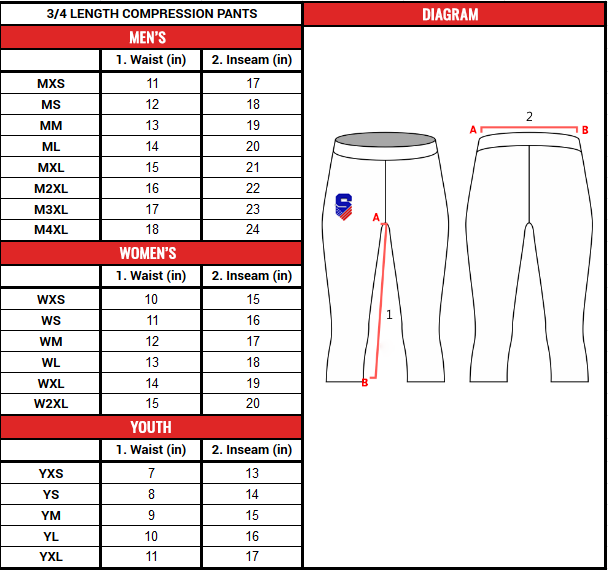 3/4 LENGTH COMPRESSION PANTS
MEN'S
1. Waist (in) 2. Inseam (in)
MXS 11 17
MS 12 18
MM 13 19
ML 14 20
MXL 15 21
M2XL 16 22
M3XL 17 23
M4XL 18 24
WOMEN'S
1. Waist (in) 2. Inseam (in)
WXS 10 15
WS 11 16
WM 12 17
WL 13 18
WXL 14 19
W2XL 15 20
YOUTH
1. Waist (in) 2. Inseam (in)
YXS 7 13
YS 8 14
YM 9 15
YL 10 16
YXL 11 17
DIAGRAM
2
A B
S
A
1
B